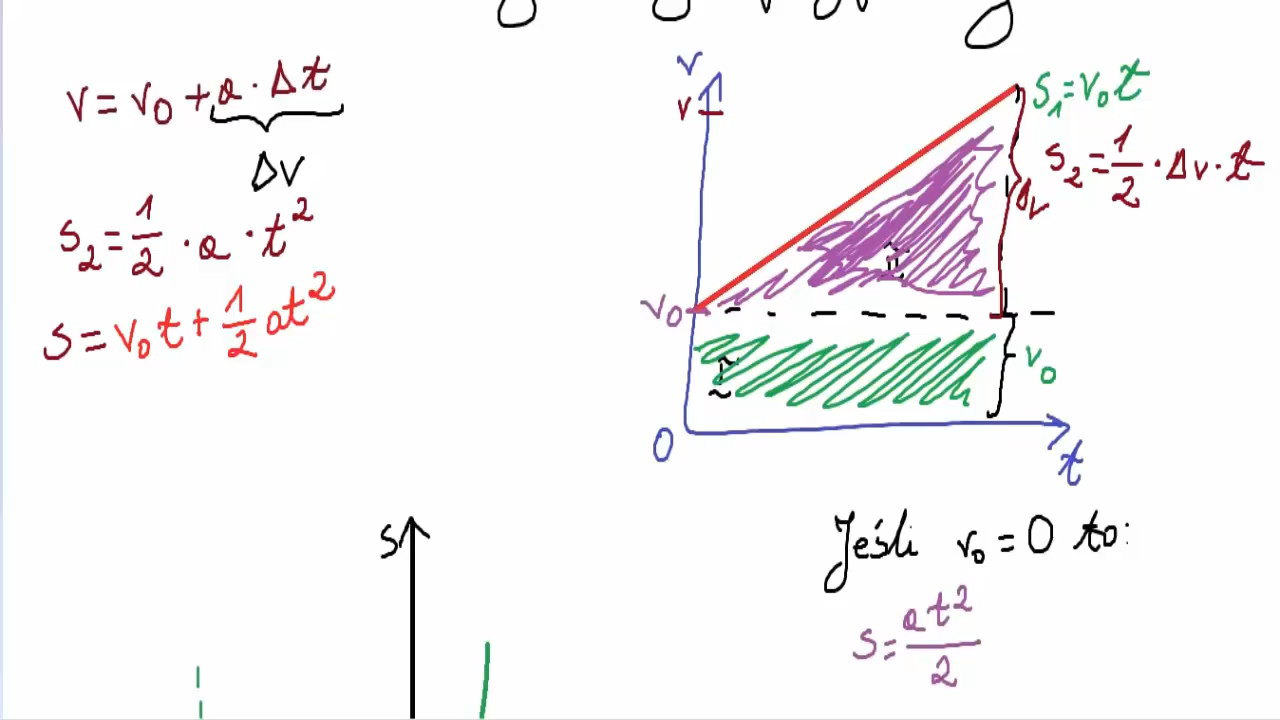 v = v₀ + a · Δt
Δv
s₂ = 1/2 · a · t²
s = v₀t + 1/2 at²
v
v
s₁ = v₀t
s₂ = 1/2 · Δv · t
Δv
II
v₀
I
v₀
0
t
s
Jeśli v₀ = 0 to:
s = at²/2